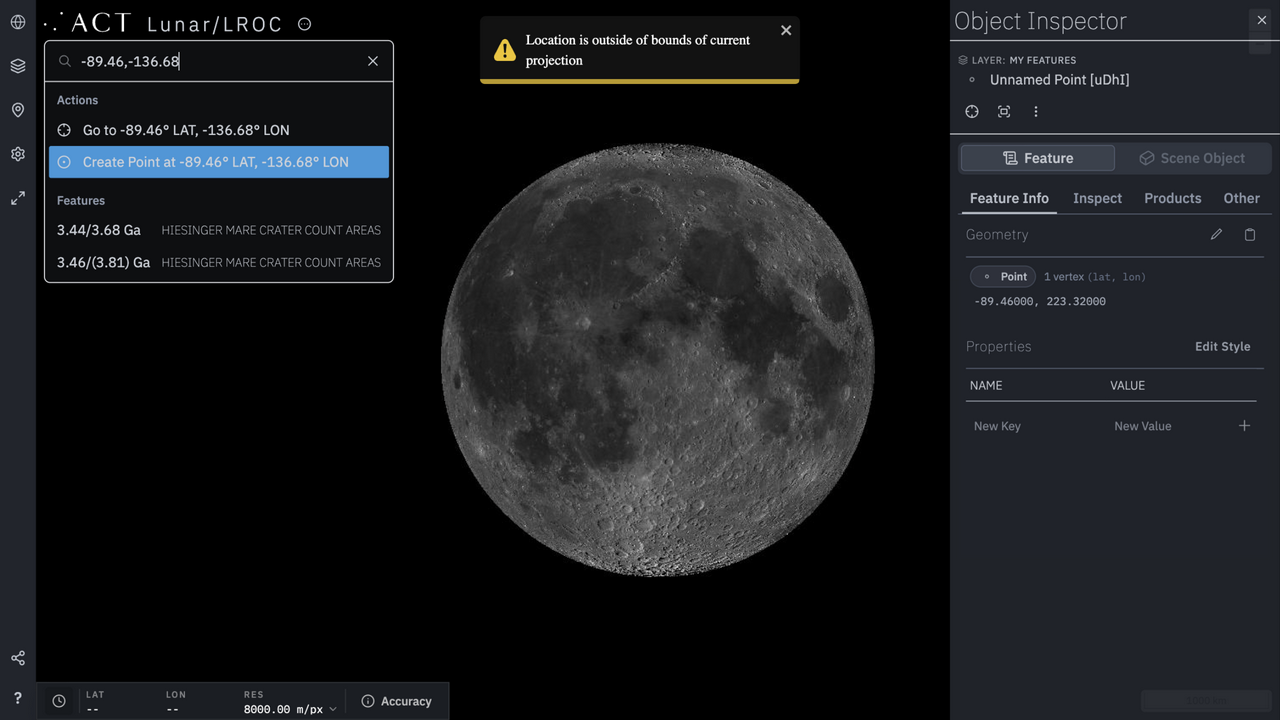 ACT Lunar/LROC
-89.46,-136.68
Actions
Go to -89.46° LAT, -136.68° LON
Create Point at -89.46° LAT, -136.68° LON
Features
3.44/3.68 Ga HIESINGER MARE CRATER COUNT AREAS
3.46/(3.81) Ga HIESINGER MARE CRATER COUNT AREAS
Location is outside of bounds of current
projection
Object Inspector
LAYER: MY FEATURES
Unnamed Point [uDhI]
Feature Scene Object
Feature Info Inspect Products Other
Geometry
Point 1 vertex (lat, lon)
-89.46000, 223.32000
Properties Edit Style
NAME VALUE
New Key New Value +
LAT LON RES
-- -- 8000.00 m/px
Accuracy
?